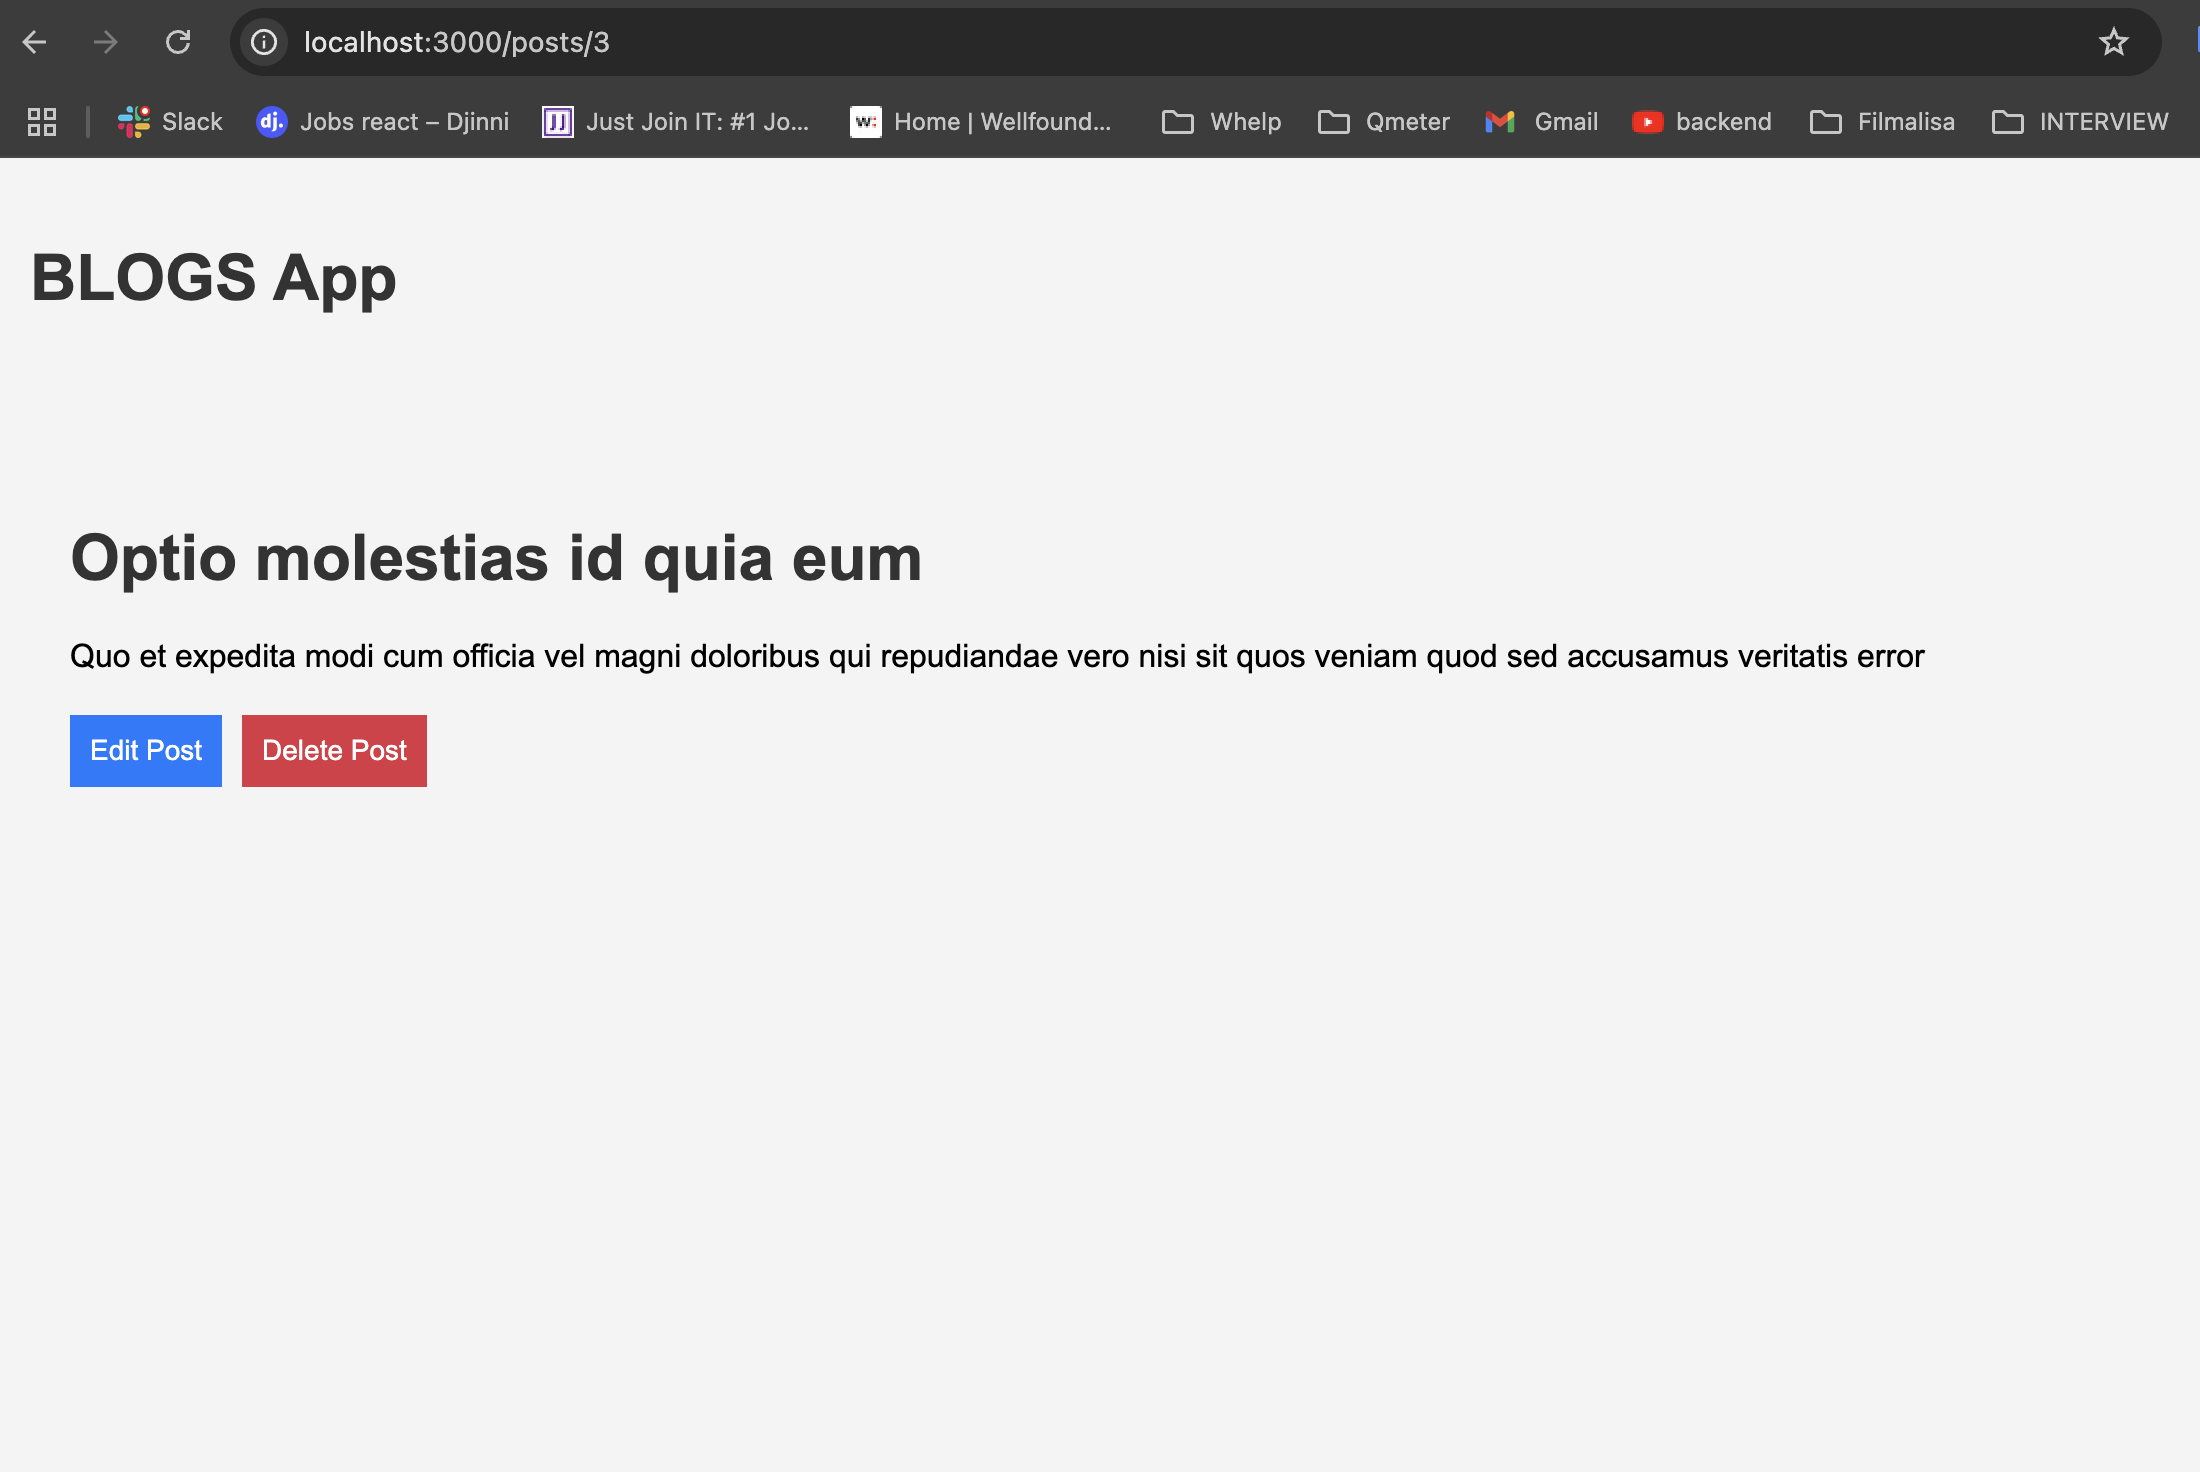 localhost:3000/posts/3
Slack dj. Jobs react – Djinni JJ Just Join IT: #1 Jo... W: Home | Wellfound... Whelp Qmeter Gmail backend Filmalisa INTERVIEW
BLOGS App
Optio molestias id quia eum
Quo et expedita modi cum officia vel magni doloribus qui repudiandae vero nisi sit quos veniam quod sed accusamus veritatis error
Edit Post Delete Post